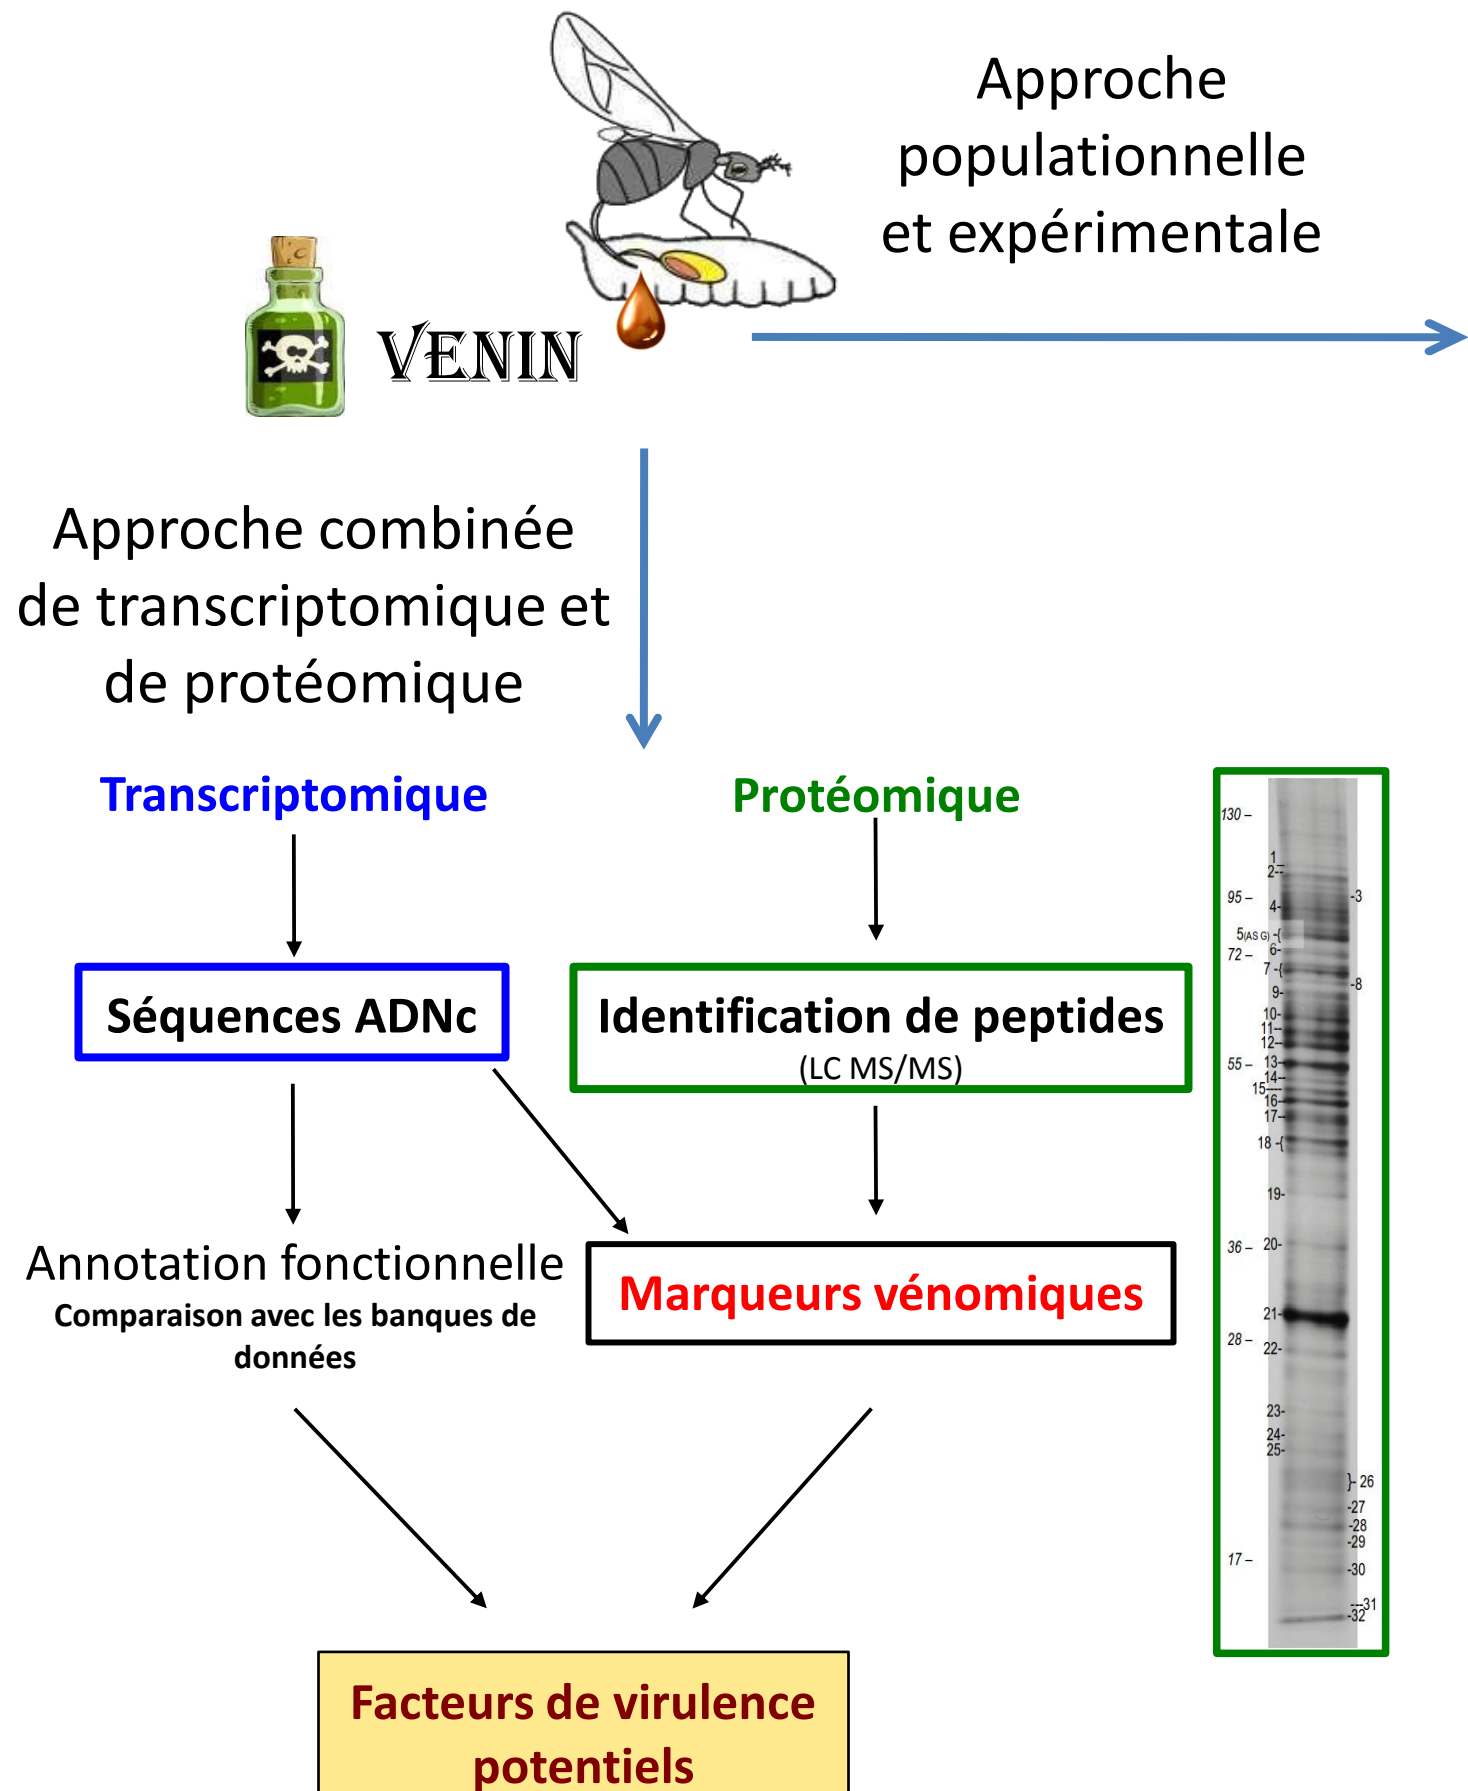 Approche
populationnelle
et expérimentale
VENIN
Approche combinée
de transcriptomique et
de protéomique
Transcriptomique
Protéomique
Séquences ADNc
Identification de peptides
(LC MS/MS)
Annotation fonctionnelle
Comparaison avec les banques de
données
Marqueurs vénomiques
Facteurs de virulence
potentiels
130 –
1_
2--
95 –
-3
4-
5(AS G) -{
6-
72 –
7 -{
-8
9-
10-
11--
12--
55 –
13-
14--
15----
16-
17--
18 -{
19-
36 –
20-
21-
28 –
22-
23-
24-
25-
}- 26
-27
-28
-29
17 –
-30
---31
-32